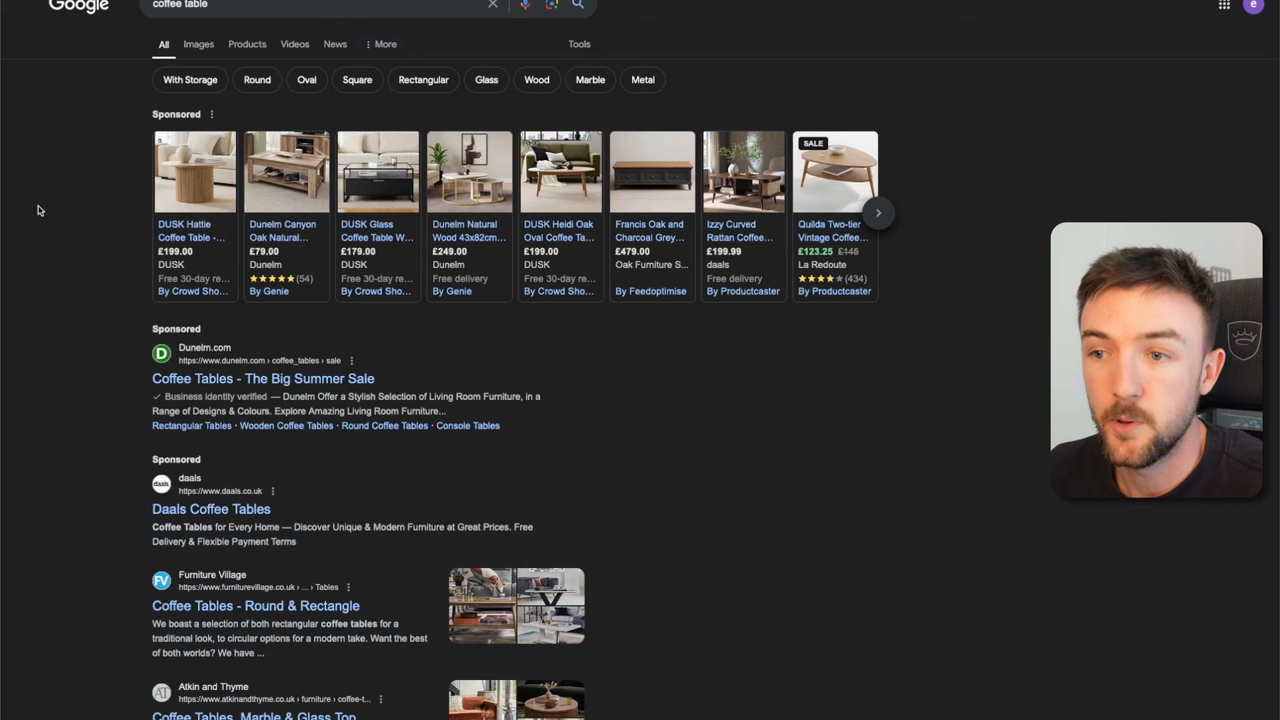 Google
coffee table
All
Images
Products
Videos
News
More
Tools
With Storage
Round
Oval
Square
Rectangular
Glass
Wood
Marble
Metal
Sponsored
DUSK Hattie
Coffee Table -...
£199.00
DUSK
Free 30-day re...
By Crowd Sho...
Dunelm Canyon
Oak Natural...
£79.00
Dunelm
(54)
By Genie
DUSK Glass
Coffee Table W...
£179.00
DUSK
Free 30-day re...
By Crowd Sho...
Dunelm Natural
Wood 43x82cm...
£249.00
Dunelm
Free delivery
By Genie
DUSK Heidi Oak
Oval Coffee Ta...
£199.00
DUSK
Free 30-day re...
By Crowd Sho...
Francis Oak and
Charcoal Grey...
£479.00
Oak Furniture S...
By Feedoptimise
Izzy Curved
Rattan Coffee...
£199.99
daals
Free delivery
By Productcaster
SALE
Quilda Two-tier
Vintage Coffee...
£123.25 £145
La Redoute
(434)
By Productcaster
Sponsored
D
Dunelm.com
https://www.dunelm.com › coffee_tables › sale
Coffee Tables - The Big Summer Sale
Business identity verified — Dunelm Offer a Stylish Selection of Living Room Furniture, in a
Range of Designs & Colours. Explore Amazing Living Room Furniture...
Rectangular Tables · Wooden Coffee Tables · Round Coffee Tables · Console Tables
Sponsored
daals
daals
https://www.daals.co.uk
Daals Coffee Tables
Coffee Tables for Every Home — Discover Unique & Modern Furniture at Great Prices. Free
Delivery & Flexible Payment Terms
FV
Furniture Village
https://www.furniturevillage.co.uk › ... › Tables
Coffee Tables - Round & Rectangle
We boast a selection of both rectangular coffee tables for a
traditional look, to circular options for a modern take. Want the best
of both worlds? We have ...
AT
Atkin and Thyme
https://www.atkinandthyme.co.uk › furniture › coffee-t...
Coffee Tables, Marble & Glass Top
e